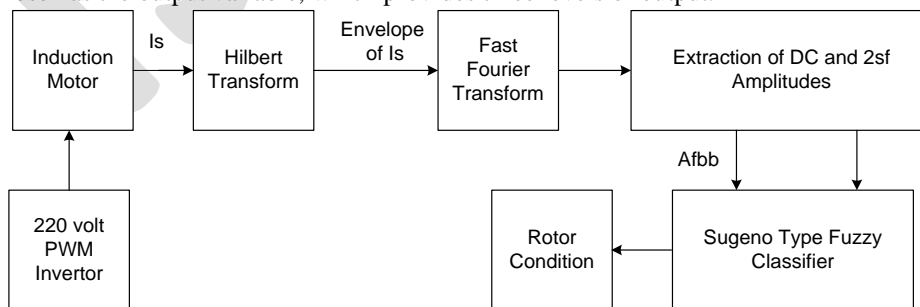 Is
Envelope
of Is
Induction
Motor
Hilbert
Transform
Fast
Fourier
Transform
Extraction of DC and 2sf
Amplitudes
Afbb
220 volt
PWM
Invertor
Rotor
Condition
Sugeno Type Fuzzy
Classifier